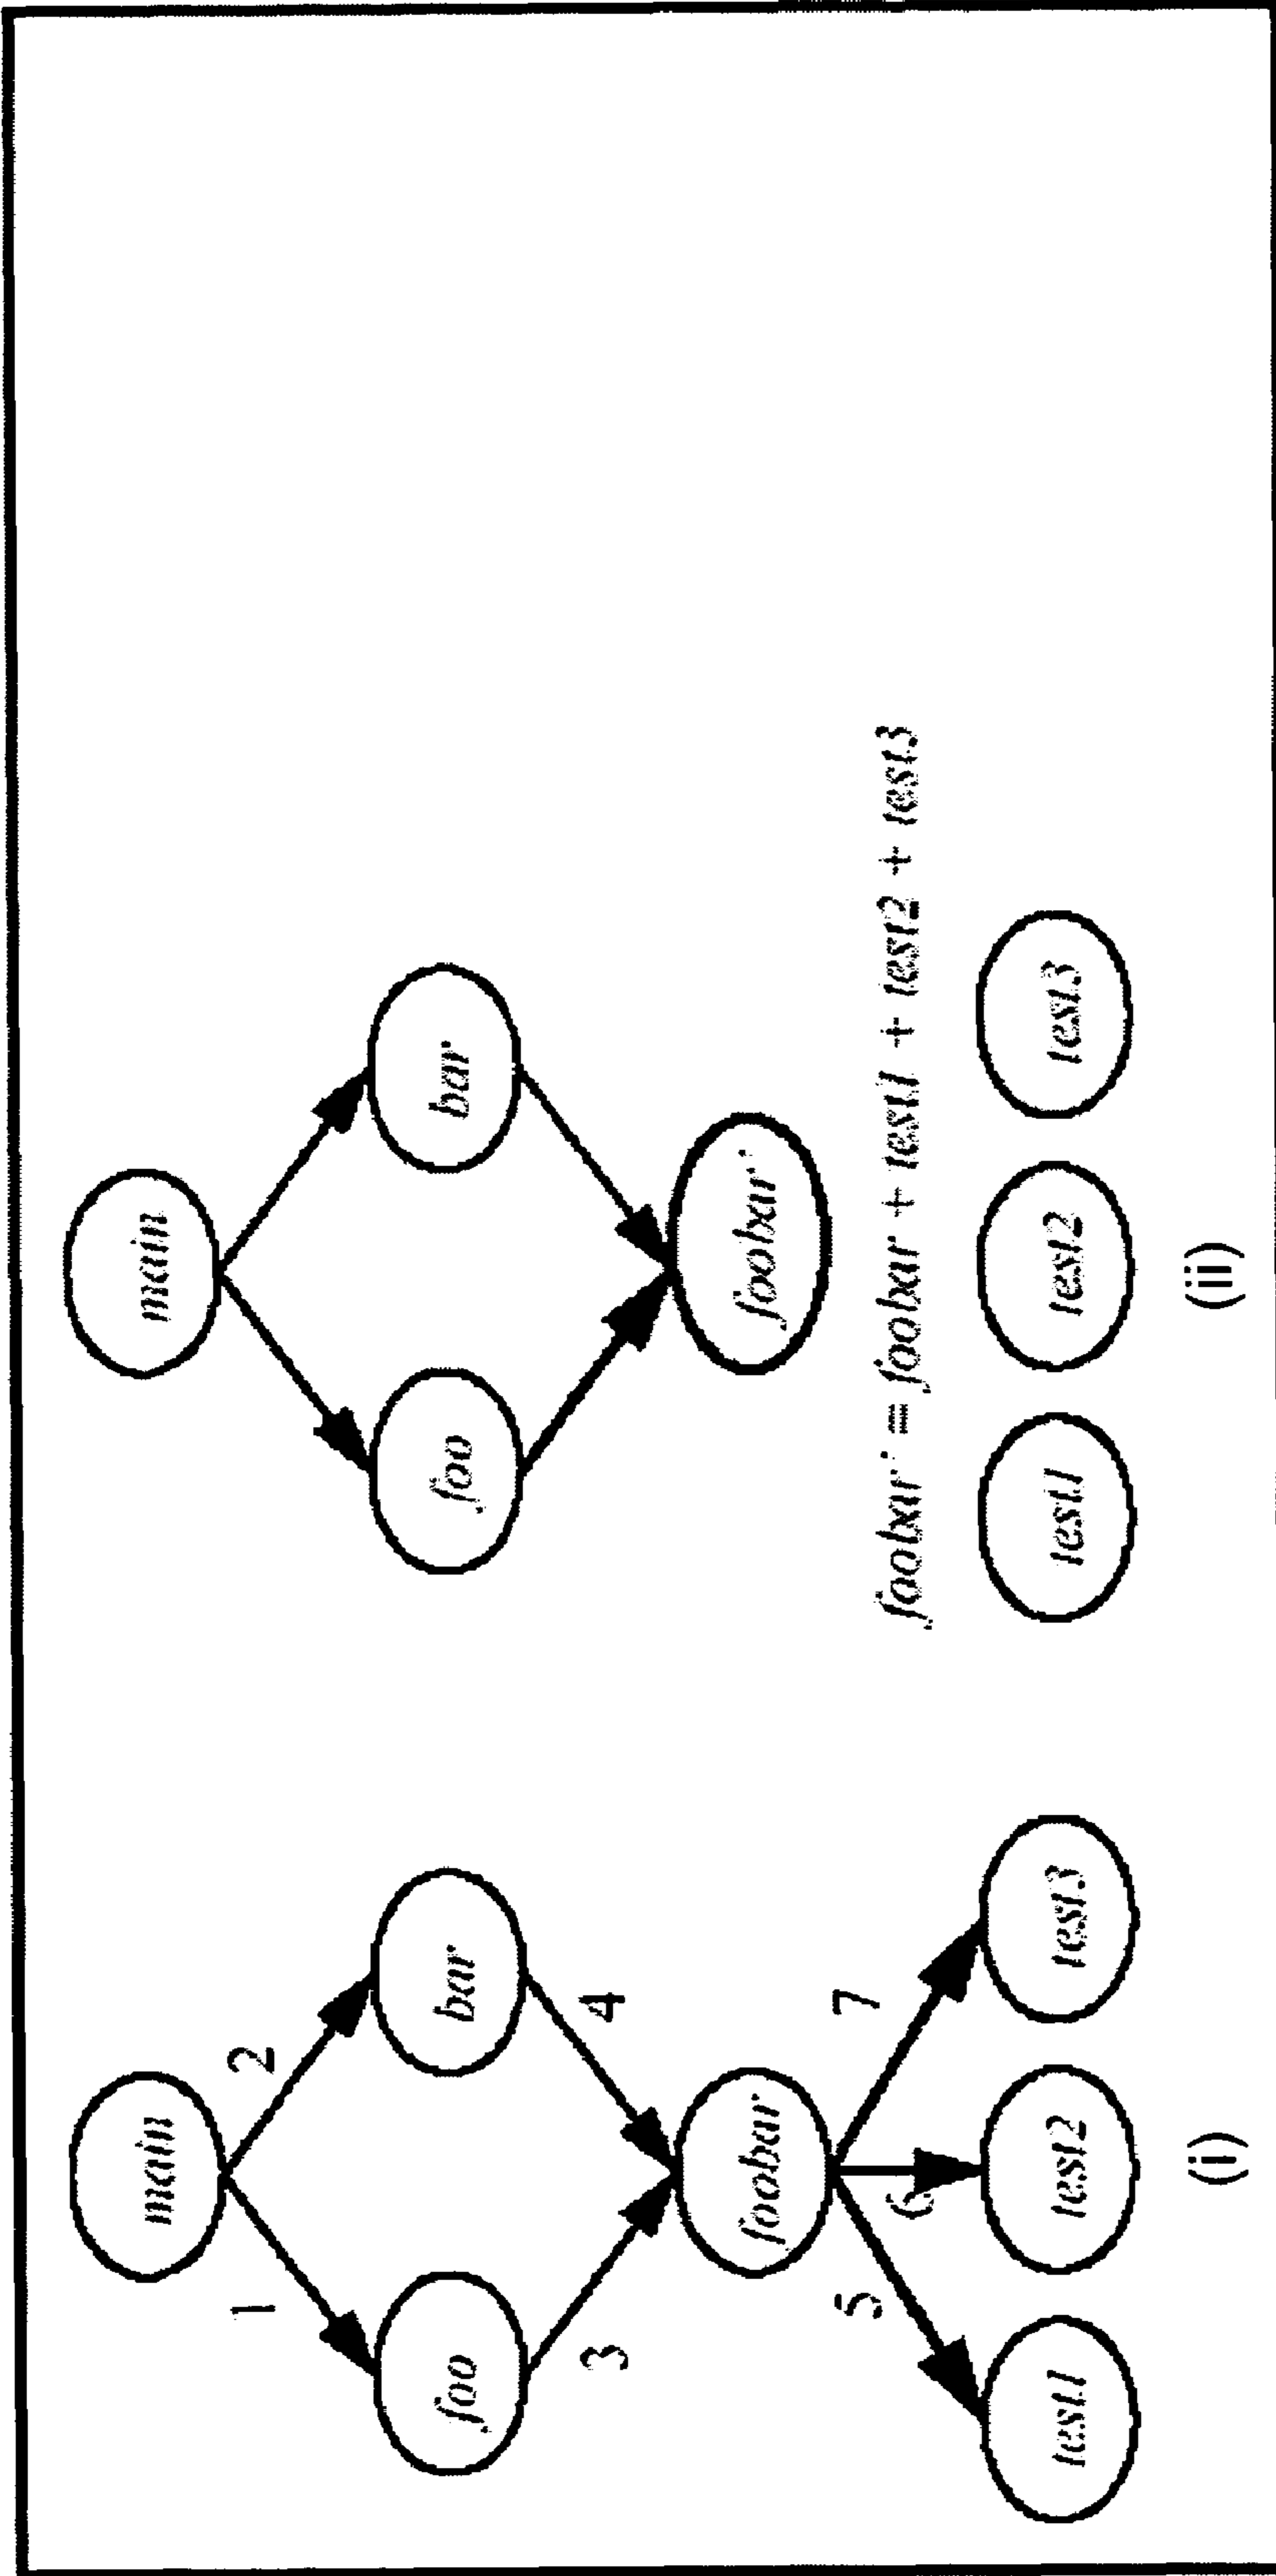 main
1
2
foo
bar
3
4
foobar
5
6
7
test1
test2
test3
(i)
main
foo
bar
foobar'
foobar' = foobar + test1 + test2 + test3
test1
test2
test3
(ii)